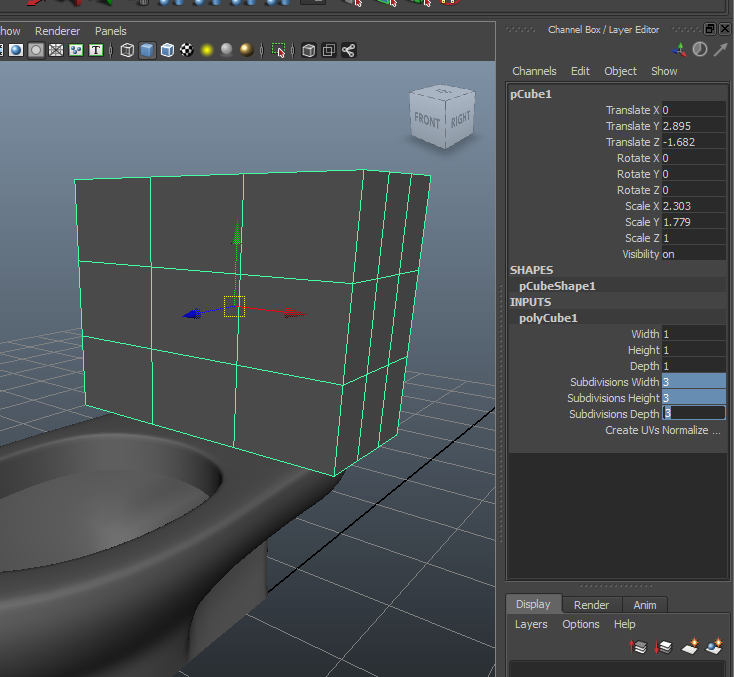 how Renderer Panels
T
FRONT RIGHT
Channel Box / Layer Editor
Channels Edit Object Show
pCube1
Translate X 0
Translate Y 2.895
Translate Z -1.682
Rotate X 0
Rotate Y 0
Rotate Z 0
Scale X 2.303
Scale Y 1.779
Scale Z 1
Visibility on
SHAPES
pCubeShape1
INPUTS
polyCube1
Width 1
Height 1
Depth 1
Subdivisions Width 3
Subdivisions Height 3
Subdivisions Depth 3
Create UVs Normalize ...
Display Render Anim
Layers Options Help